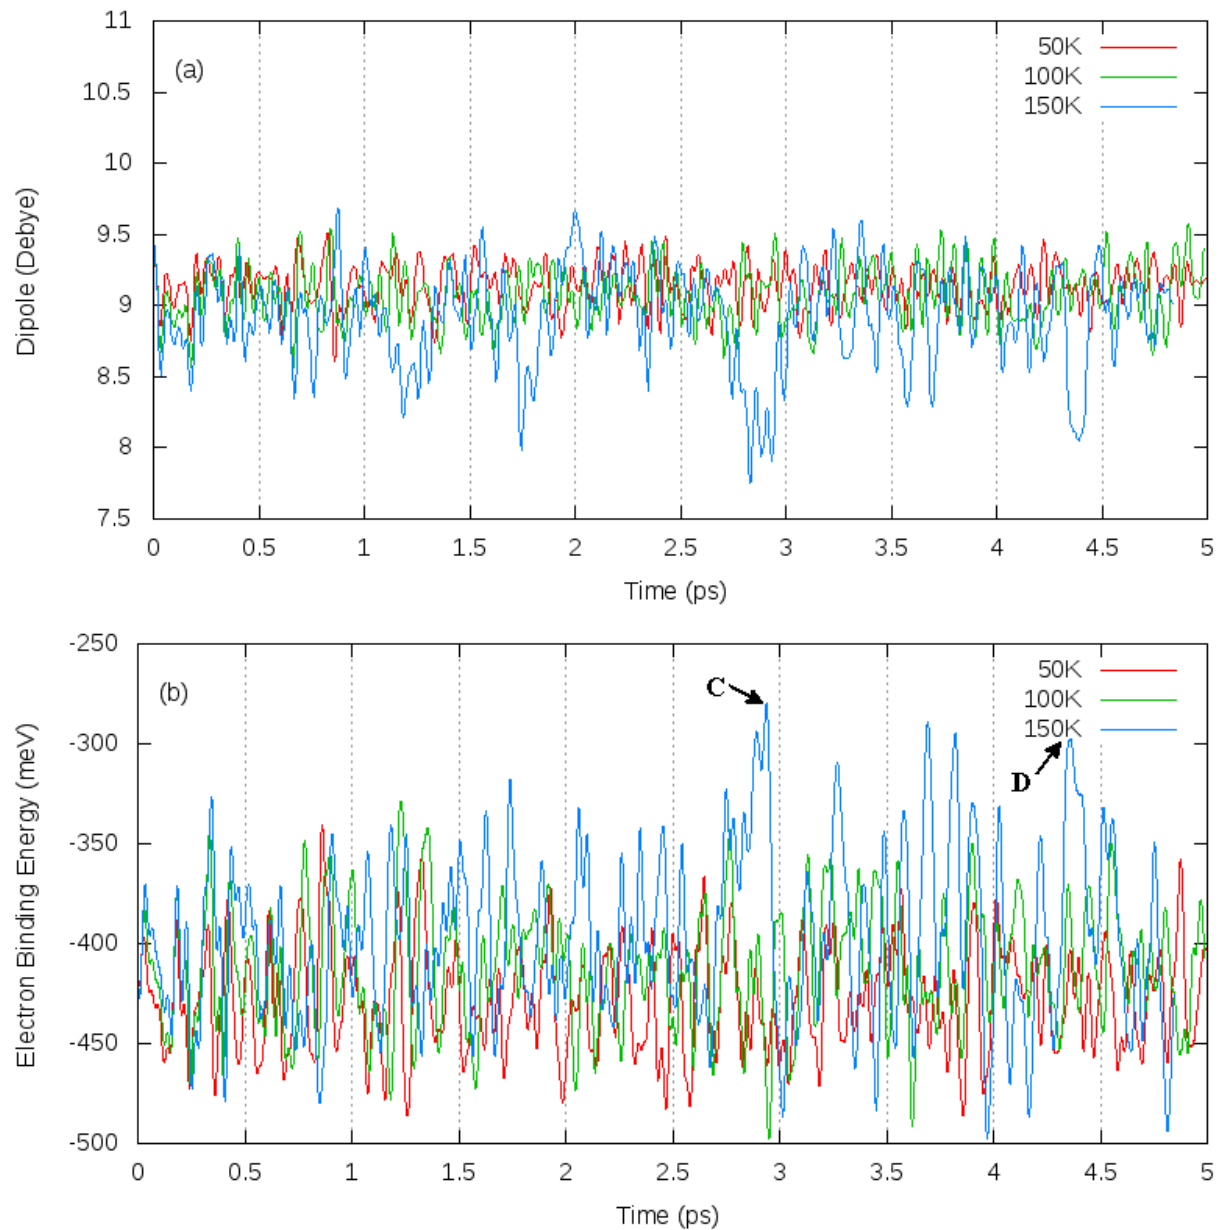 11
(a)
50K
100K
150K
10.5
10
9.5
9
8.5
8
7.5
Dipole (Debye)
0 0.5 1 1.5 2 2.5 3 3.5 4 4.5 5
Time (ps)
-250
(b)
C
50K
100K
150K
D
-300
-350
-400
-450
-500
Electron Binding Energy (meV)
0 0.5 1 1.5 2 2.5 3 3.5 4 4.5 5
Time (ps)